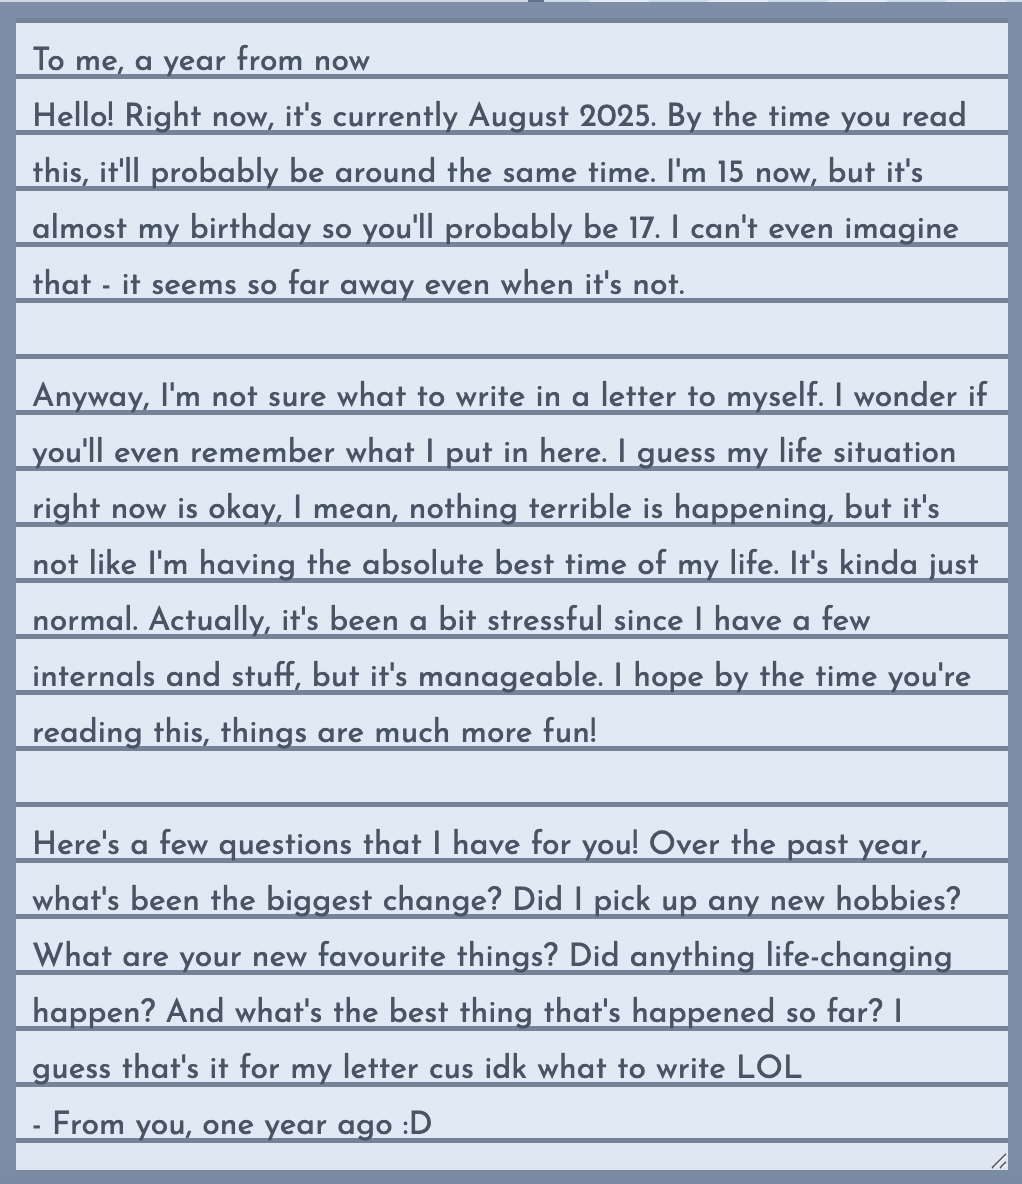 To me, a year from now
Hello! Right now, it's currently August 2025. By the time you read
this, it'll probably be around the same time. I'm 15 now, but it's
almost my birthday so you'll probably be 17. I can't even imagine
that - it seems so far away even when it's not.
Anyway, I'm not sure what to write in a letter to myself. I wonder if
you'll even remember what I put in here. I guess my life situation
right now is okay, I mean, nothing terrible is happening, but it's
not like I'm having the absolute best time of my life. It's kinda just
normal. Actually, it's been a bit stressful since I have a few
internals and stuff, but it's manageable. I hope by the time you're
reading this, things are much more fun!
Here's a few questions that I have for you! Over the past year,
what's been the biggest change? Did I pick up any new hobbies?
What are your new favourite things? Did anything life-changing
happen? And what's the best thing that's happened so far? I
guess that's it for my letter cus idk what to write LOL
- From you, one year ago :D